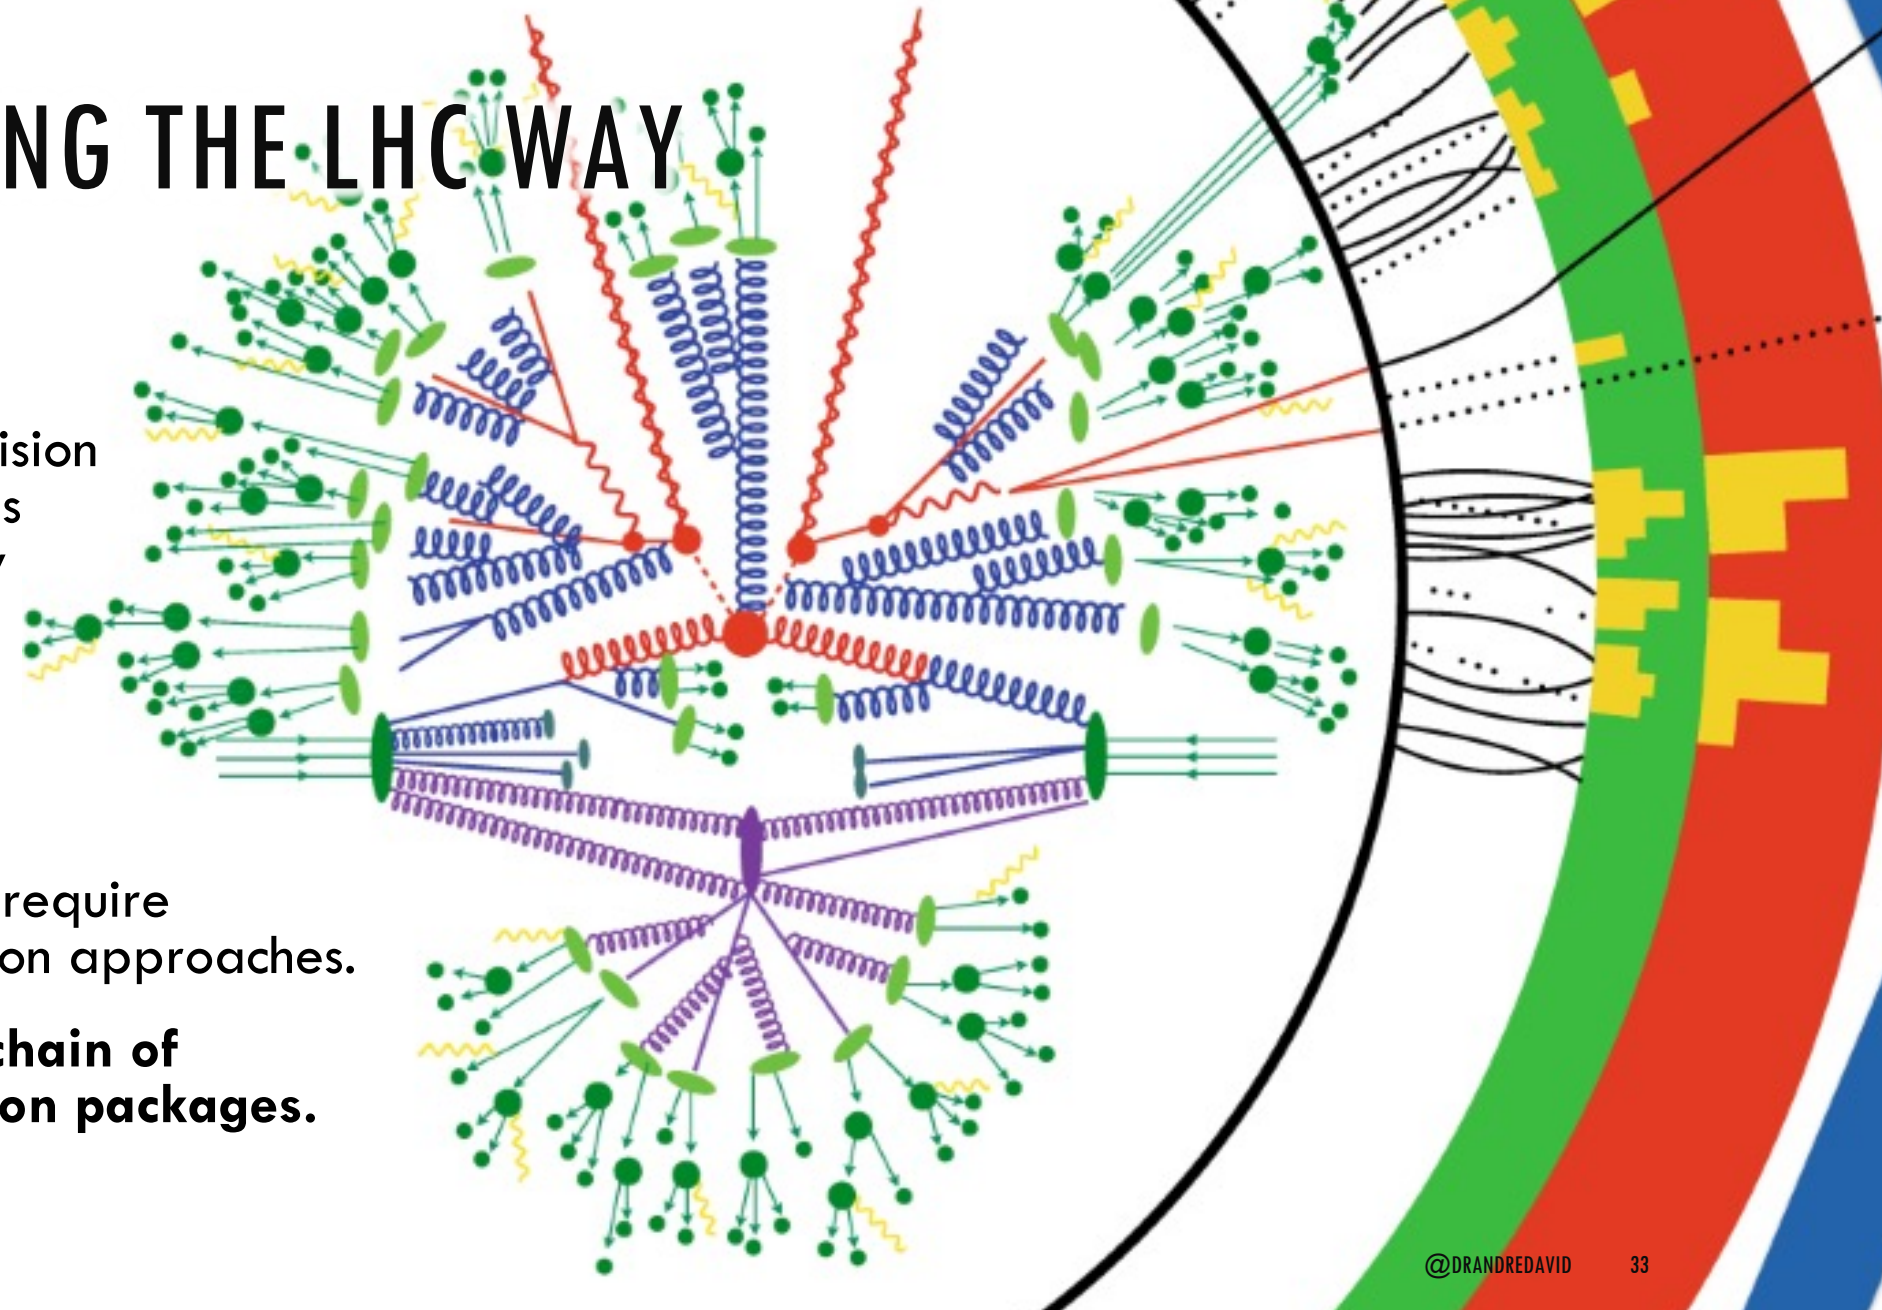 NG THE LHC WAY
ision
s
require
on approaches.
chain of
on packages.
@DRANDREDAVID 33